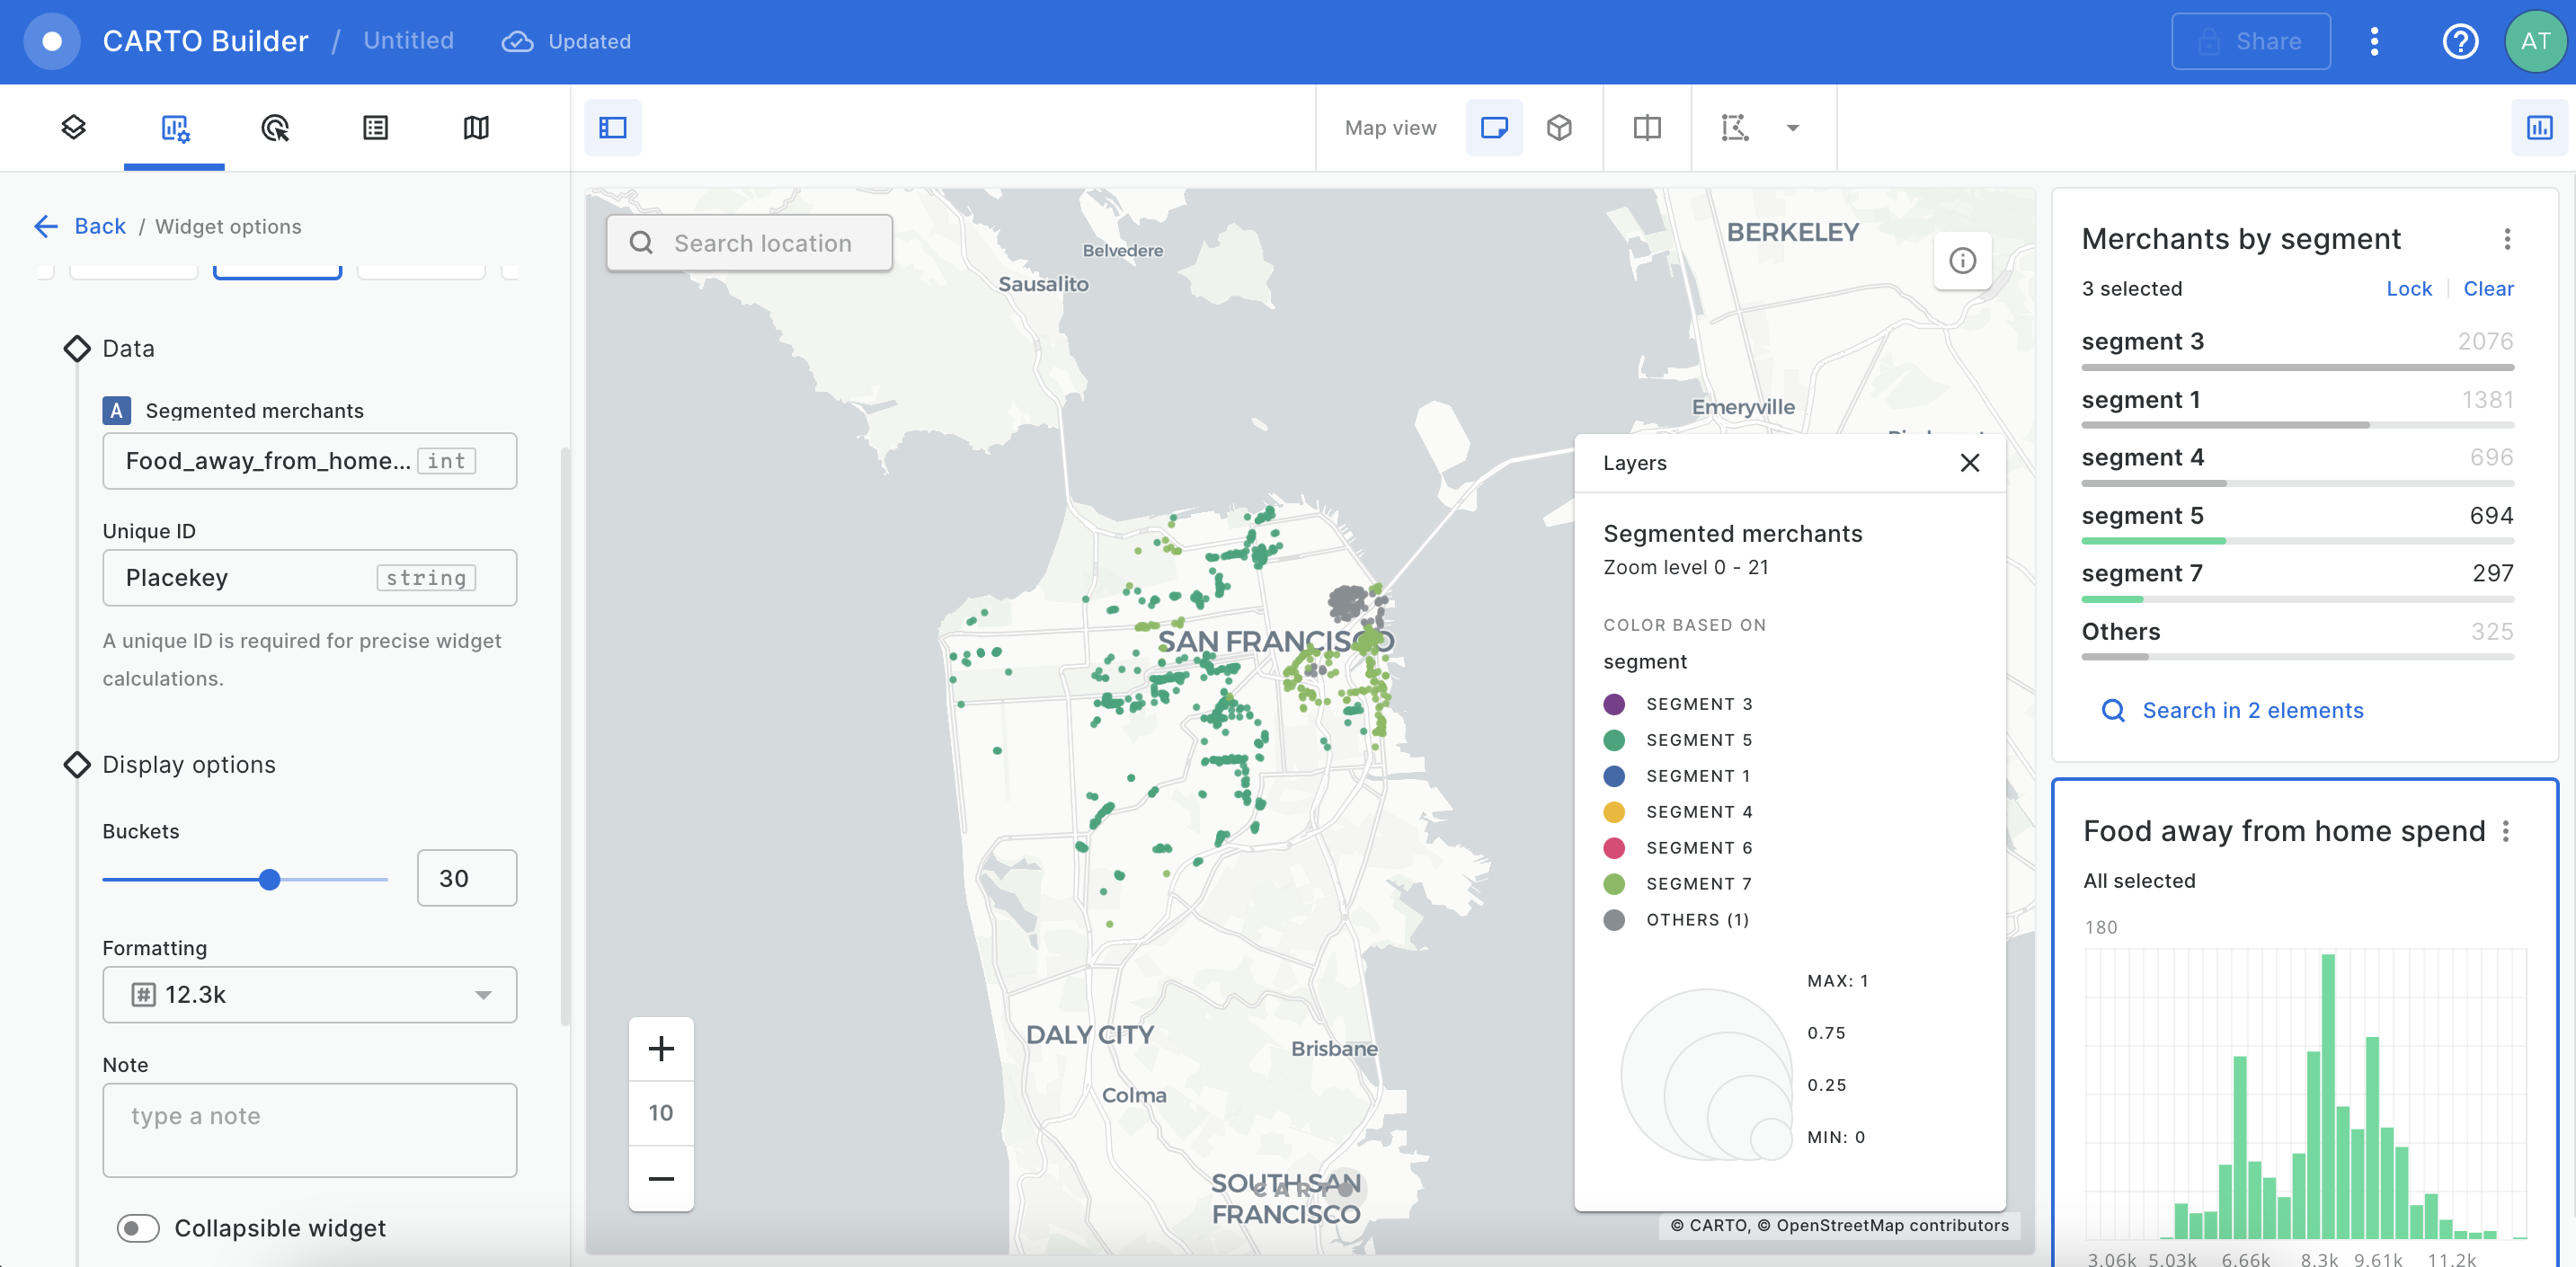 CARTO Builder / Untitled Updated
Share
AT
Map view
Back / Widget options
Data
A Segmented merchants
Food_away_from_home... int
Unique ID
Placekey string
A unique ID is required for precise widget
calculations.
Display options
Buckets
30
Formatting
12.3k
Note
type a note
Collapsible widget
Search location
Belvedere
Sausalito
BERKELEY
Emeryville
SAN FRANCISCO
DALY CITY
Brisbane
Colma
SOUTH SAN
FRANCISCO
CARTO
10
Layers
Segmented merchants
Zoom level 0 - 21
COLOR BASED ON
segment
SEGMENT 3
SEGMENT 5
SEGMENT 1
SEGMENT 4
SEGMENT 6
SEGMENT 7
OTHERS (1)
MAX: 1
0.75
0.25
MIN: 0
© CARTO, © OpenStreetMap contributors
Merchants by segment
3 selected Lock Clear
segment 3 2076
segment 1 1381
segment 4 696
segment 5 694
segment 7 297
Others 325
Search in 2 elements
Food away from home spend
All selected
180
3.06k 5.03k 6.66k 8.3k 9.61k 11.2k